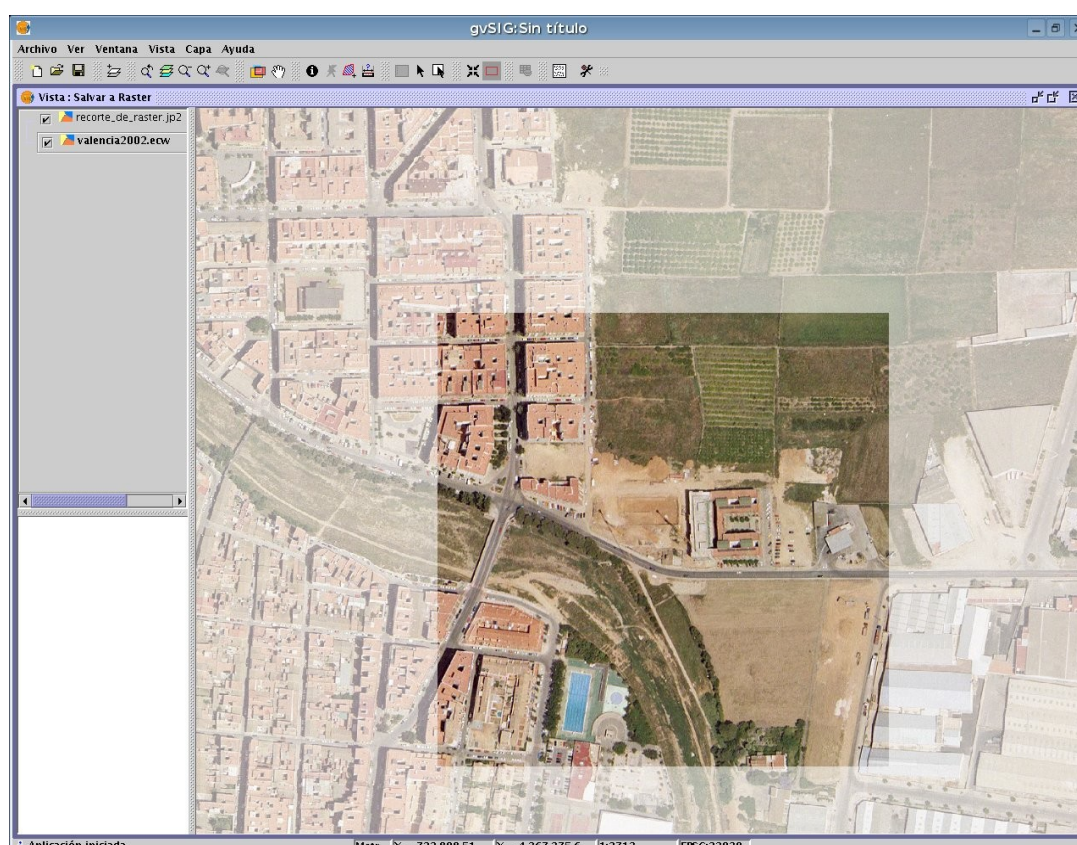 gvSIG:Sin título
Archivo Ver Ventana Vista Capa Ayuda
Vista : Salvar a Raster
recorte_de_raster.jp2
valencia2002.ecw
Aplicación iniciada